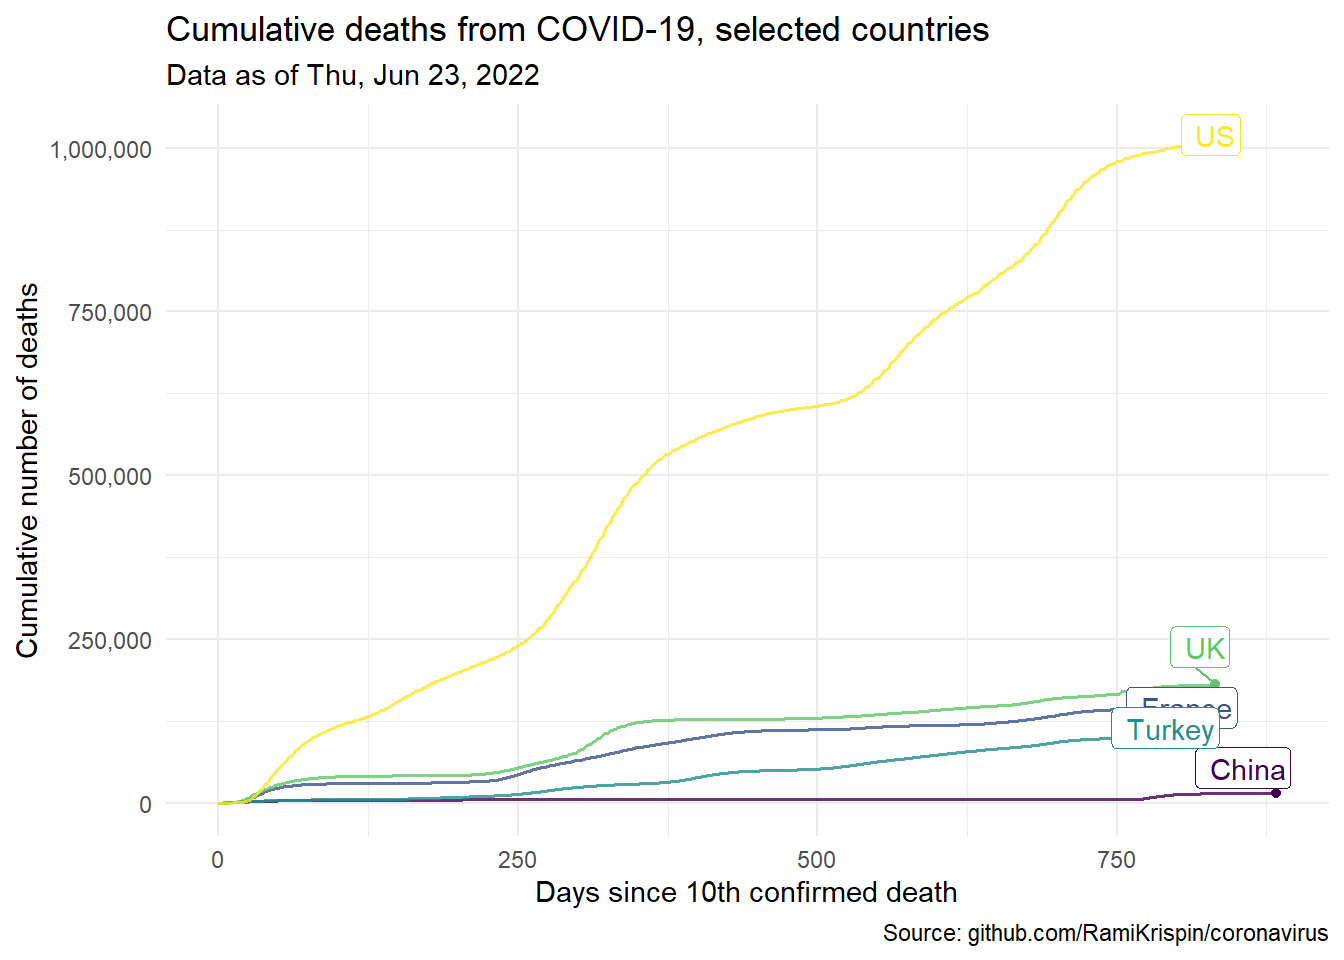 Cumulative deaths from COVID-19, selected countries
Data as of Thu, Jun 23, 2022
Cumulative number of deaths
1,000,000
750,000
500,000
250,000
0
US
UK
France
Turkey
China
0 250 500 750
Days since 10th confirmed death
Source: github.com/RamiKrispin/coronavirus